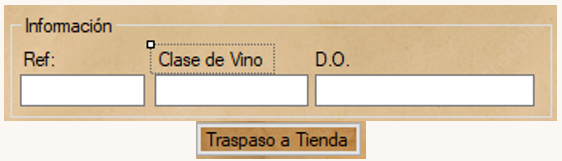 Información
Ref: Clase de Vino D.O.
Traspaso a Tienda